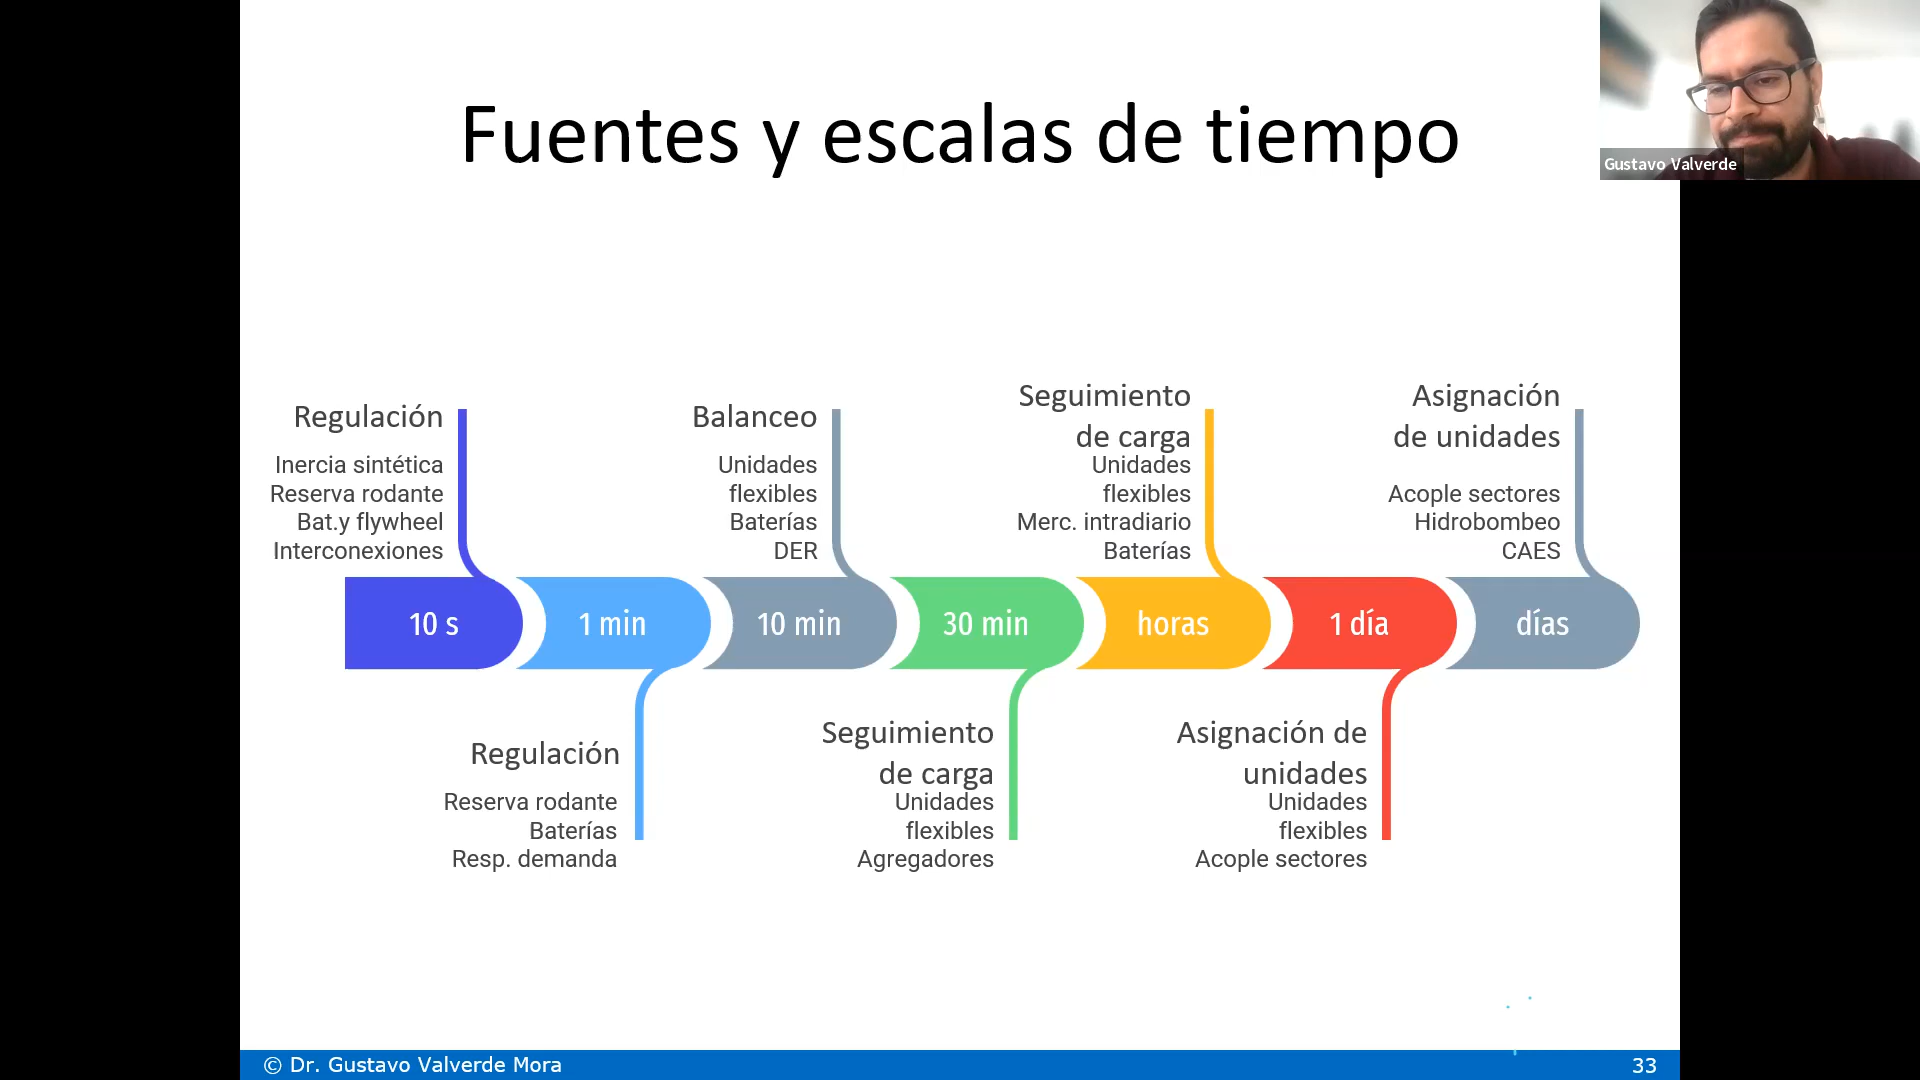 Fuentes y escalas de tiempo
Gustavo Valverde
Regulación
Inercia sintética
Reserva rodante
Bat.y flywheel
Interconexiones
Balanceo
Unidades
flexibles
Baterías
DER
Seguimiento
de carga
Unidades
flexibles
Merc. intradiario
Baterías
Asignación
de unidades
Acople sectores
Hidrobombeo
CAES
10 s
1 min
10 min
30 min
horas
1 día
días
Regulación
Reserva rodante
Baterías
Resp. demanda
Seguimiento
de carga
Unidades
flexibles
Agregadores
Asignación de
unidades
Unidades
flexibles
Acople sectores
© Dr. Gustavo Valverde Mora
33